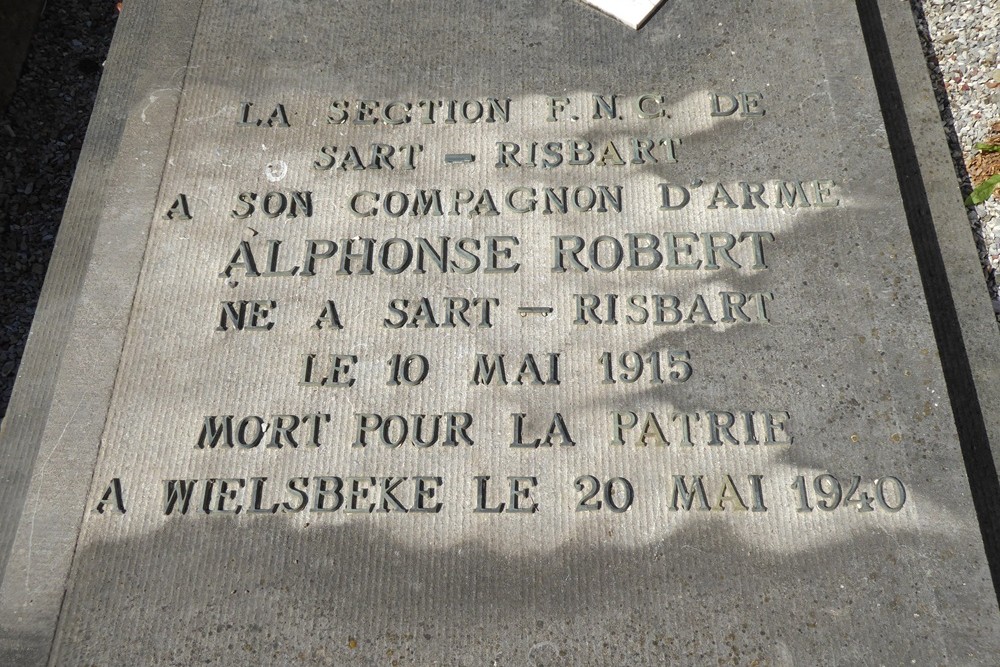 LA SECTION F.N.C. DE
SART - RISBART
A SON COMPAGNON D'ARME
ALPHONSE ROBERT
NE A SART - RISBART
LE 10 MAI 1915
MORT POUR LA PATRIE
A WIELSBEKE LE 20 MAI 1940